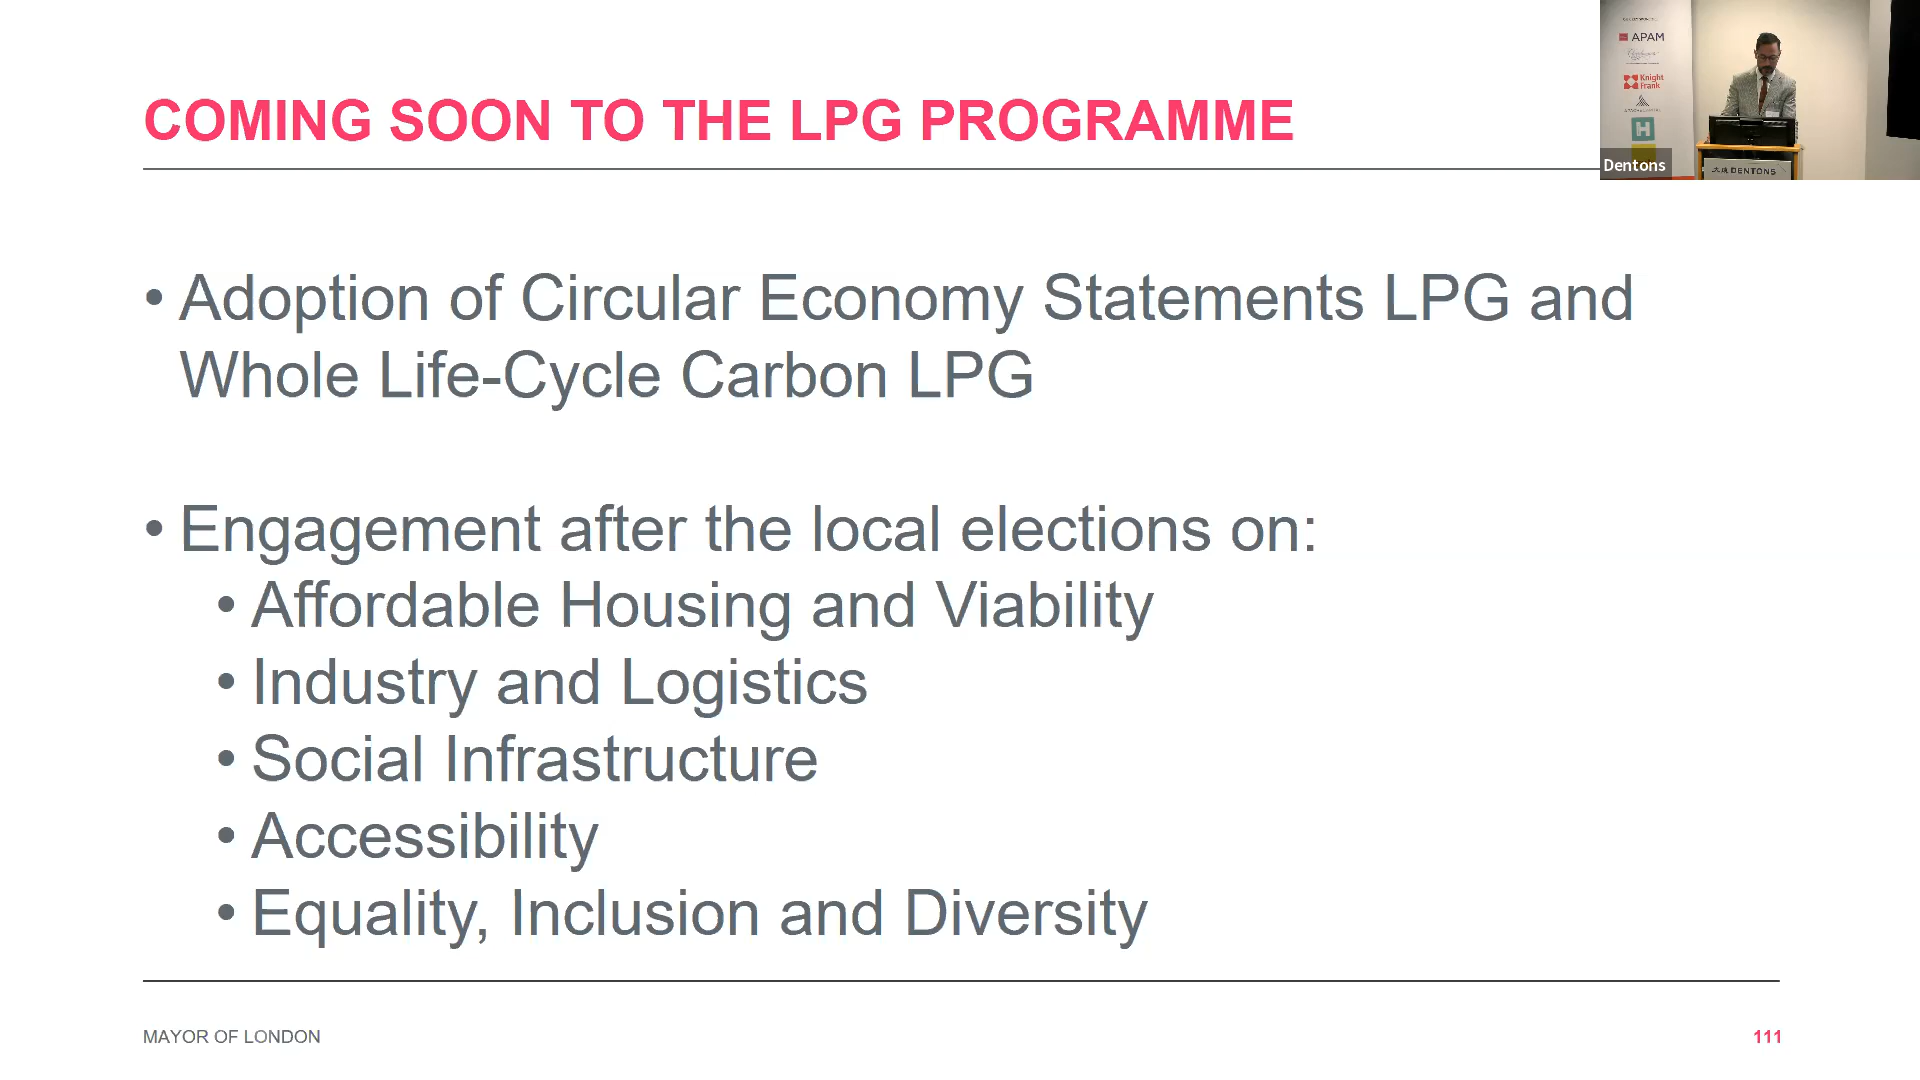 COMING SOON TO THE LPG PROGRAMME
• Adoption of Circular Economy Statements LPG and
Whole Life-Cycle Carbon LPG
• Engagement after the local elections on:
• Affordable Housing and Viability
• Industry and Logistics
• Social Infrastructure
• Accessibility
• Equality, Inclusion and Diversity
MAYOR OF LONDON
111
APAM
Knight
Frank
H
Dentons
大成 DENTONS